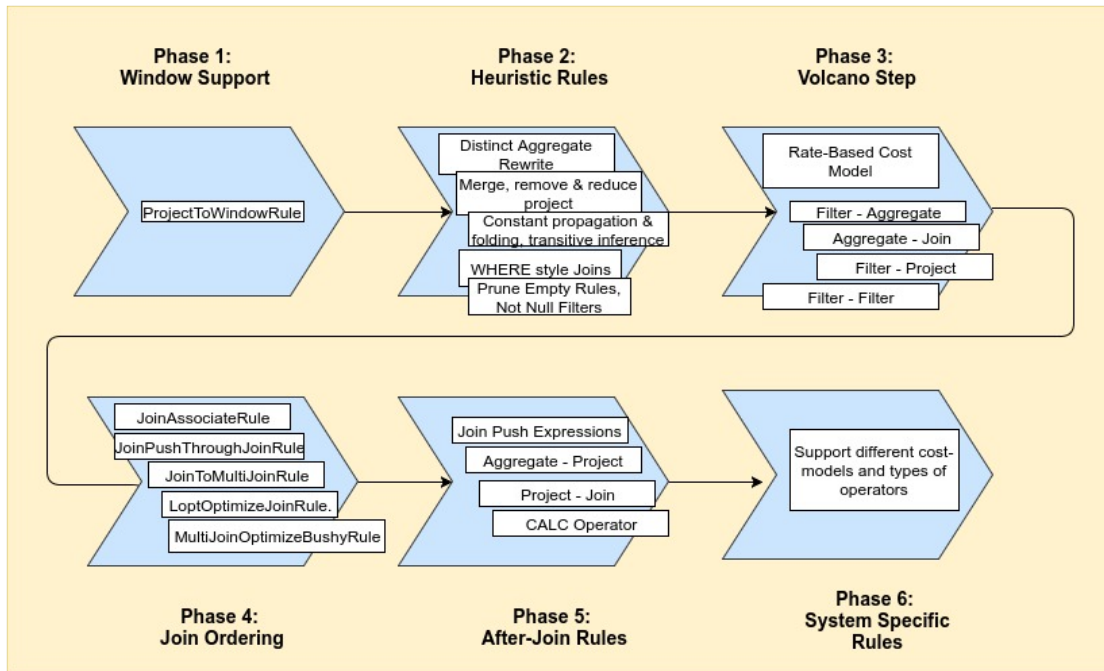 Phase 1:
Window Support
Phase 2:
Heuristic Rules
Phase 3:
Volcano Step
ProjectToWindowRule
Distinct Aggregate
Rewrite
Merge, remove & reduce
project
Constant propagation &
folding, transitive inference
WHERE style Joins
Prune Empty Rules,
Not Null Filters
Rate-Based Cost
Model
Filter - Aggregate
Aggregate - Join
Filter - Project
Filter - Filter
JoinAssociateRule
JoinPushThroughJoinRule
JoinToMultiJoinRule
LoptOptimizeJoinRule.
MultiJoinOptimizeBushyRule
Join Push Expressions
Aggregate - Project
Project - Join
CALC Operator
Support different cost-
models and types of
operators
Phase 4:
Join Ordering
Phase 5:
After-Join Rules
Phase 6:
System Specific
Rules